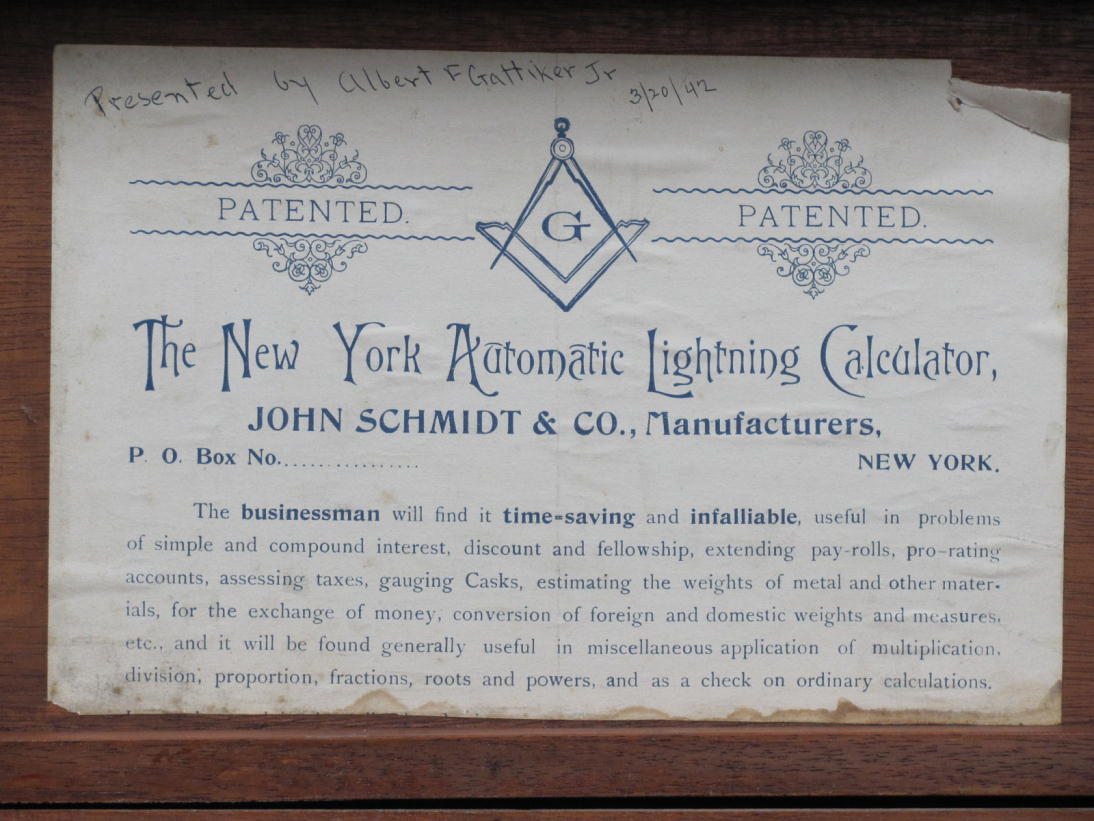 Presented by Albert F Gattiker Jr 3/20/42
PATENTED. G PATENTED.
The New York Automatic Lightning Calculator,
JOHN SCHMIDT & CO., Manufacturers,
P. O. Box No................. NEW YORK.
The businessman will find it time-saving and infalliable, useful in problems
of simple and compound interest, discount and fellowship, extending pay-rolls, pro-rating
accounts, assessing taxes, gauging Casks, estimating the weights of metal and other mater-
ials, for the exchange of money, conversion of foreign and domestic weights and measures,
etc., and it will be found generally useful in miscellaneous application of multiplication,
division, proportion, fractions, roots and powers, and as a check on ordinary calculations.